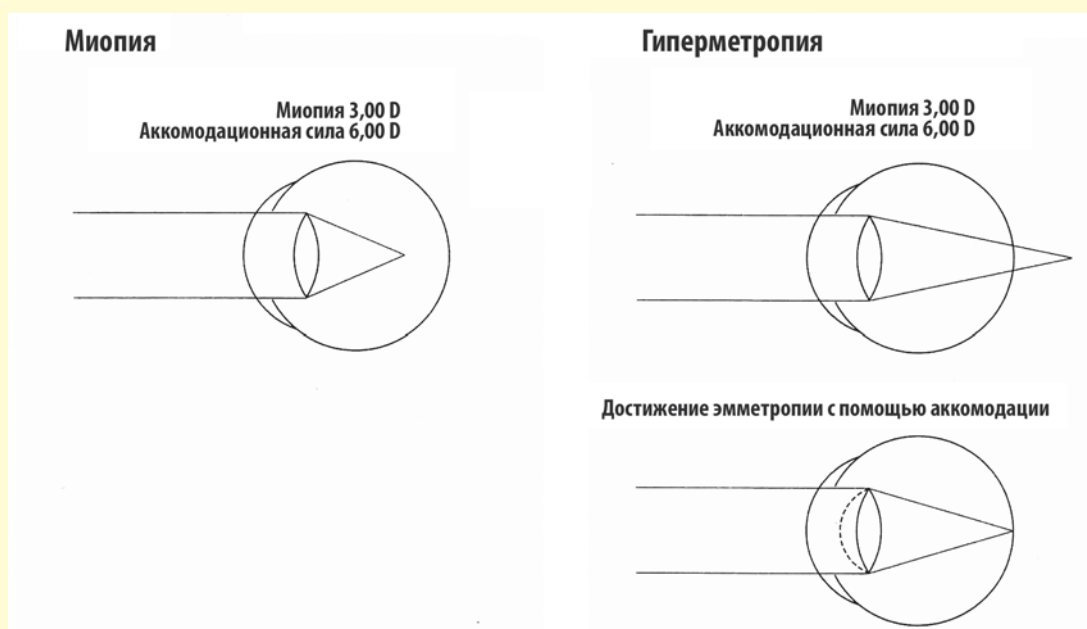 Миопия
Миопия 3,00 D
Аккомодационная сила 6,00 D
Гиперметропия
Миопия 3,00 D
Аккомодационная сила 6,00 D
Достижение эмметропии с помощью аккомодации